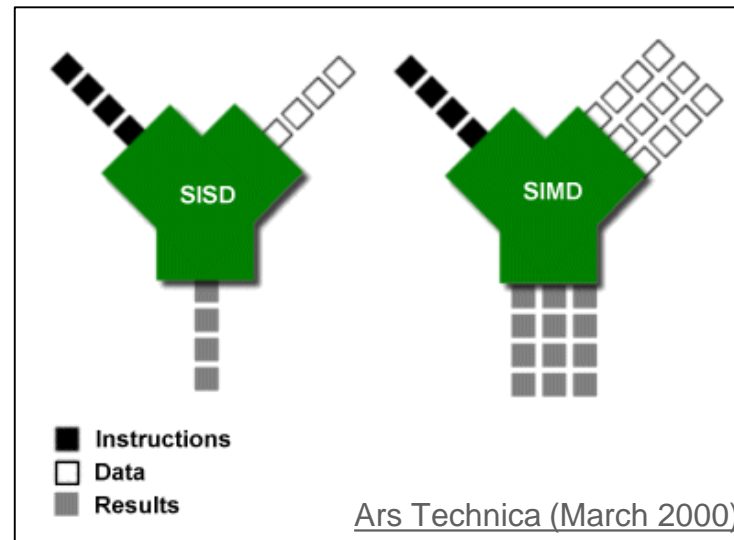 SISD
SIMD
Instructions
Data
Results
Ars Technica (March 2000)